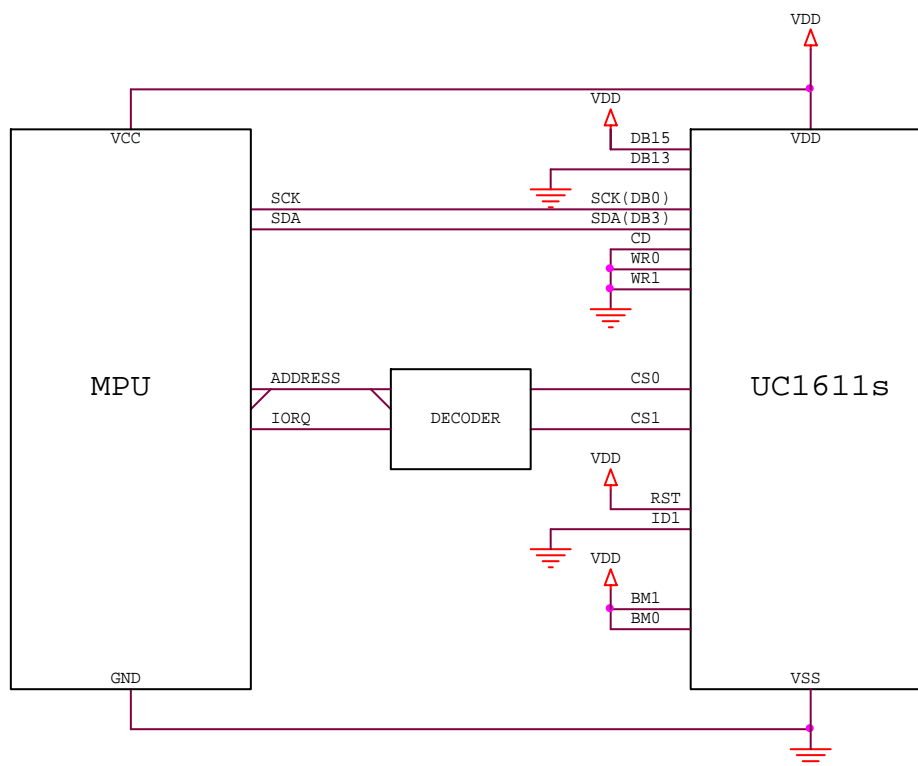 VDD
VDD
VCC
DB15
VDD
DB13
SCK
SCK(DB0)
SDA
SDA(DB3)
CD
WR0
WR1
ADDRESS
CS0
MPU
UC1611s
IORQ
DECODER
CS1
VDD
RST
ID1
VDD
BM1
BM0
GND
VSS